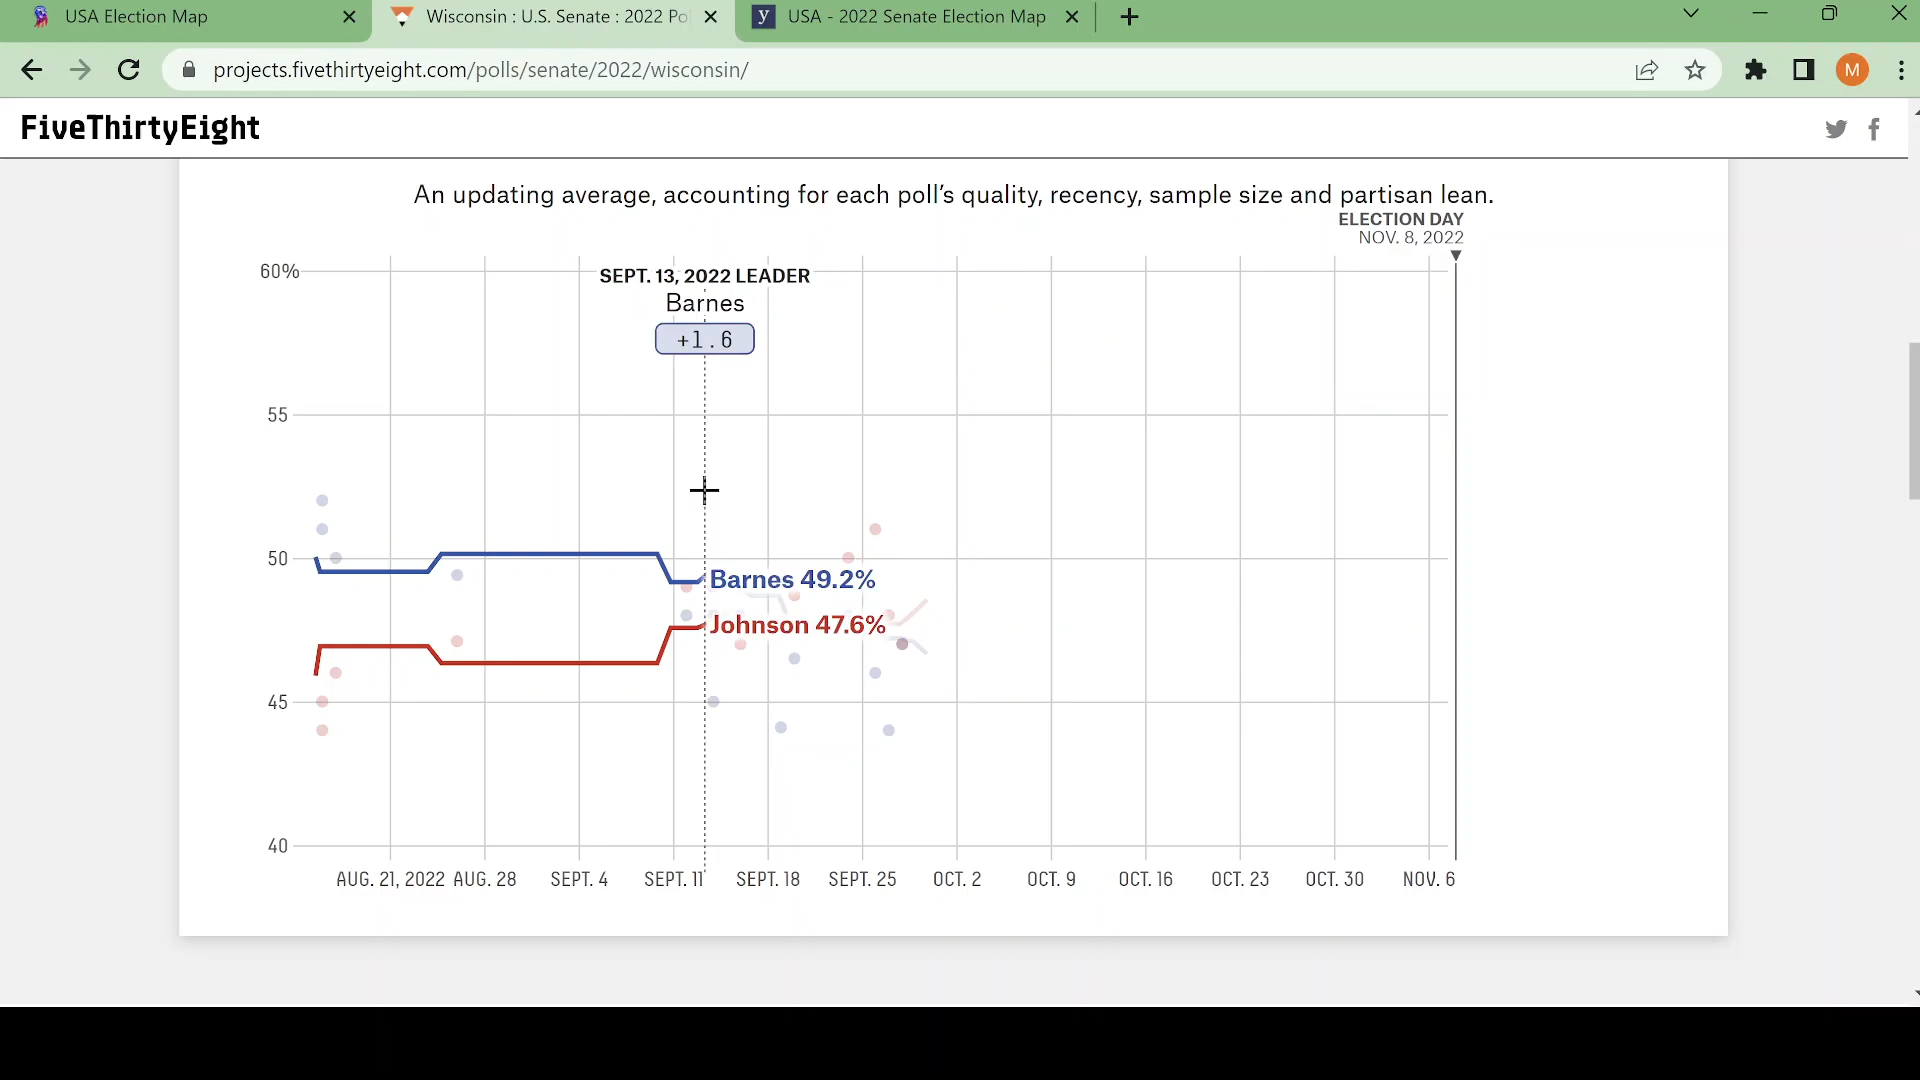 USA Election Map
Wisconsin : U.S. Senate : 2022 Po
y USA - 2022 Senate Election Map
projects.fivethirtyeight.com/polls/senate/2022/wisconsin/
M
FiveThirtyEight
An updating average, accounting for each poll's quality, recency, sample size and partisan lean.
ELECTION DAY
NOV. 8, 2022
60%
SEPT. 13, 2022 LEADER
Barnes
+1.6
55
50
Barnes 49.2%
Johnson 47.6%
45
40
AUG. 21, 2022 AUG. 28 SEPT. 4 SEPT. 11 SEPT. 18 SEPT. 25 OCT. 2 OCT. 9 OCT. 16 OCT. 23 OCT. 30 NOV. 6